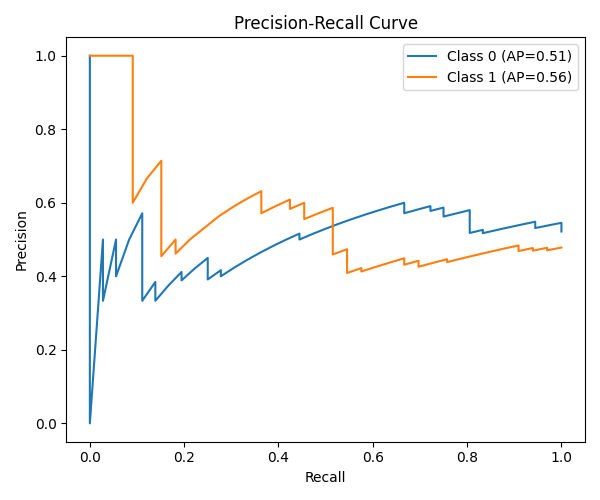 Precision-Recall Curve
Class 0 (AP=0.51)
Class 1 (AP=0.56)
Precision
1.0
0.8
0.6
0.4
0.2
0.0
0.0 0.2 0.4 0.6 0.8 1.0
Recall